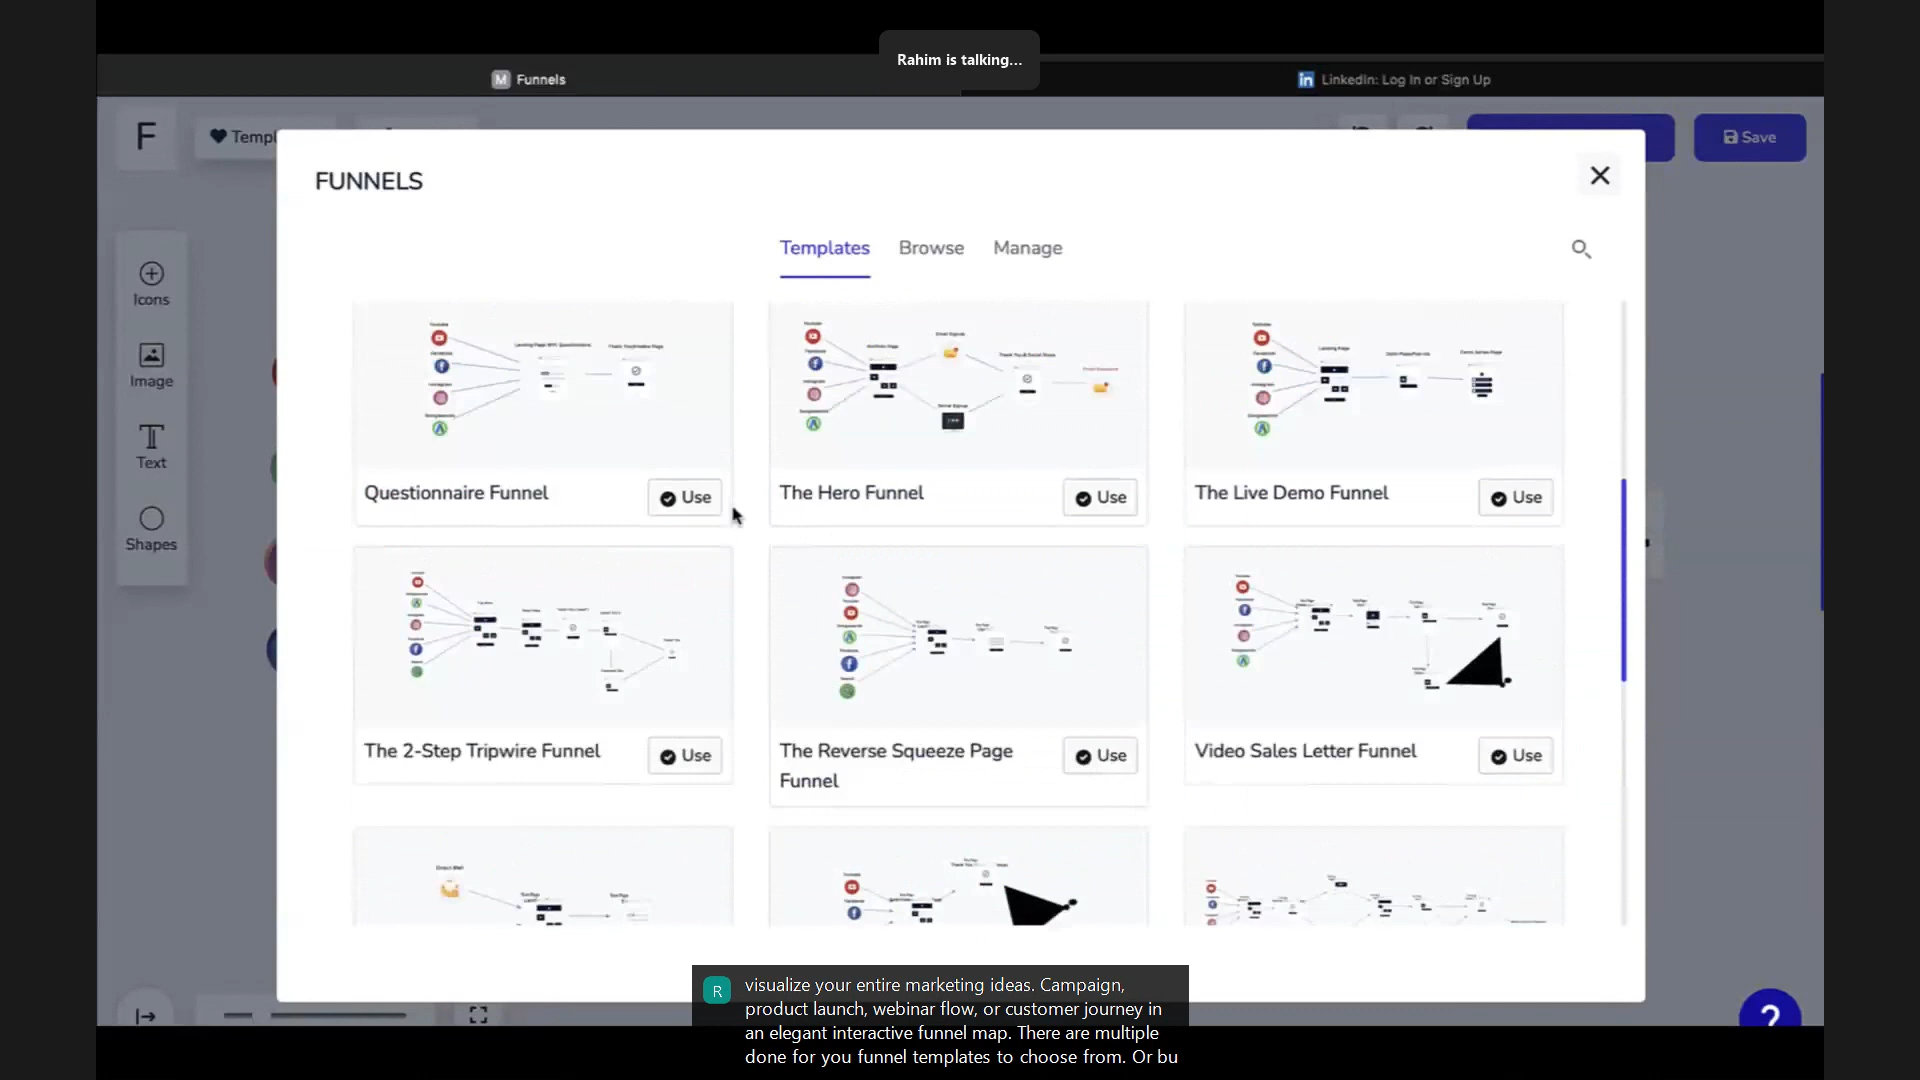 Rahim is talking...
M Funnels
in LinkedIn: Log In or Sign Up
F
Templ
Save
FUNNELS
Templates Browse Manage
Icons
Image
Text
Shapes
Questionnaire Funnel
Use
The Hero Funnel
Use
The Live Demo Funnel
Use
The 2-Step Tripwire Funnel
Use
The Reverse Squeeze Page
Funnel
Use
Video Sales Letter Funnel
Use
R
visualize your entire marketing ideas. Campaign,
product launch, webinar flow, or customer journey in
an elegant interactive funnel map. There are multiple
done for you funnel templates to choose from. Or bu
?